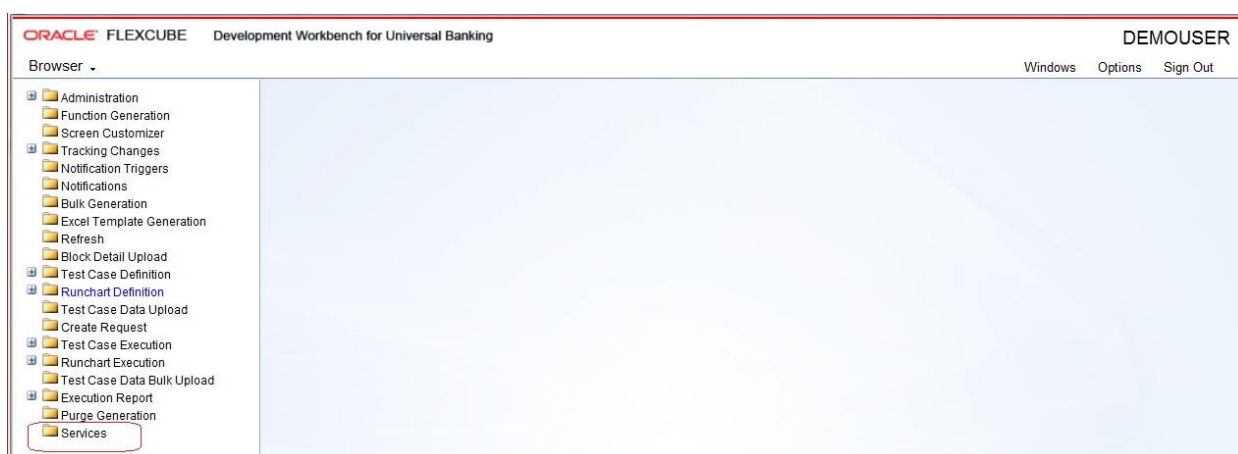 ORACLE FLEXCUBE Development Workbench for Universal Banking DEMOUSER
Browser Windows Options Sign Out
Administration
Function Generation
Screen Customizer
Tracking Changes
Notification Triggers
Notifications
Bulk Generation
Excel Template Generation
Refresh
Block Detail Upload
Test Case Definition
Runchart Definition
Test Case Data Upload
Create Request
Test Case Execution
Runchart Execution
Test Case Data Bulk Upload
Execution Report
Purge Generation
Services